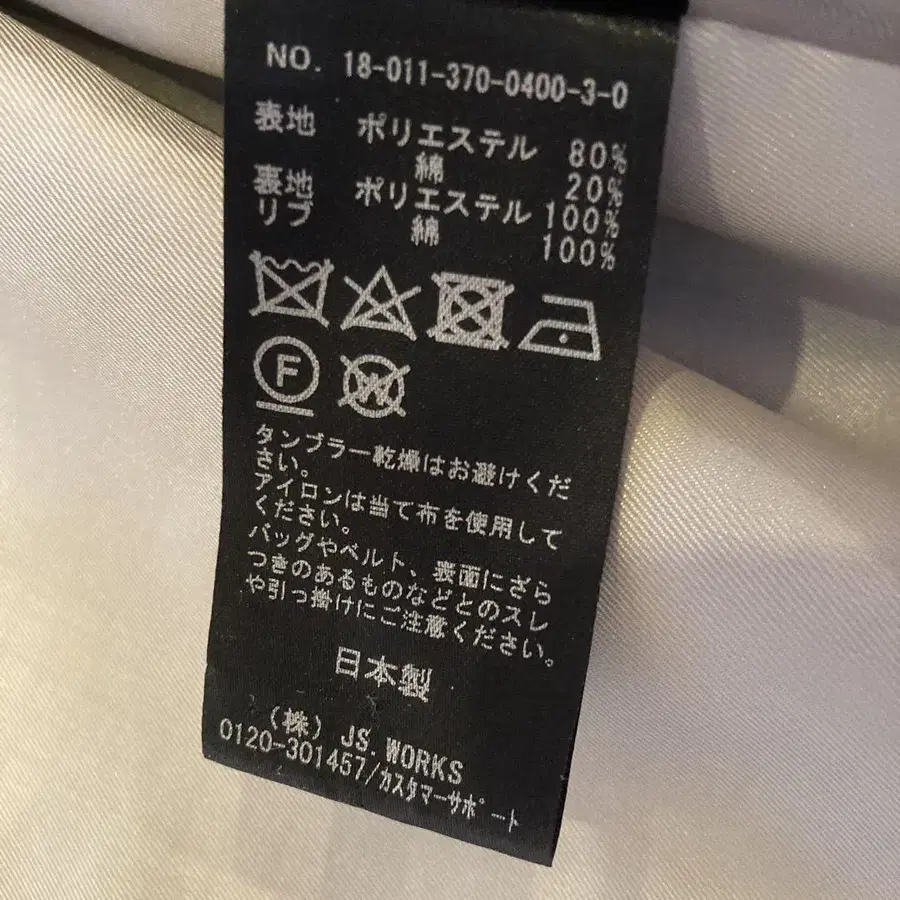 NO. 18-011-370-0400-3-0
表地 ポリエステル 80%
綿 20%
裏地 ポリエステル 100%
リブ 綿 100%
F
W
タンブラー乾燥はお避けくだ
さい。
アイロンは当て布を使用して
ください。
バッグやベルト、表面にざら
つきのあるものなどとのスレ
や引っ掛けにご注意ください。
日本製
(株) JS.WORKS
0120-301457/カスタマーサポート